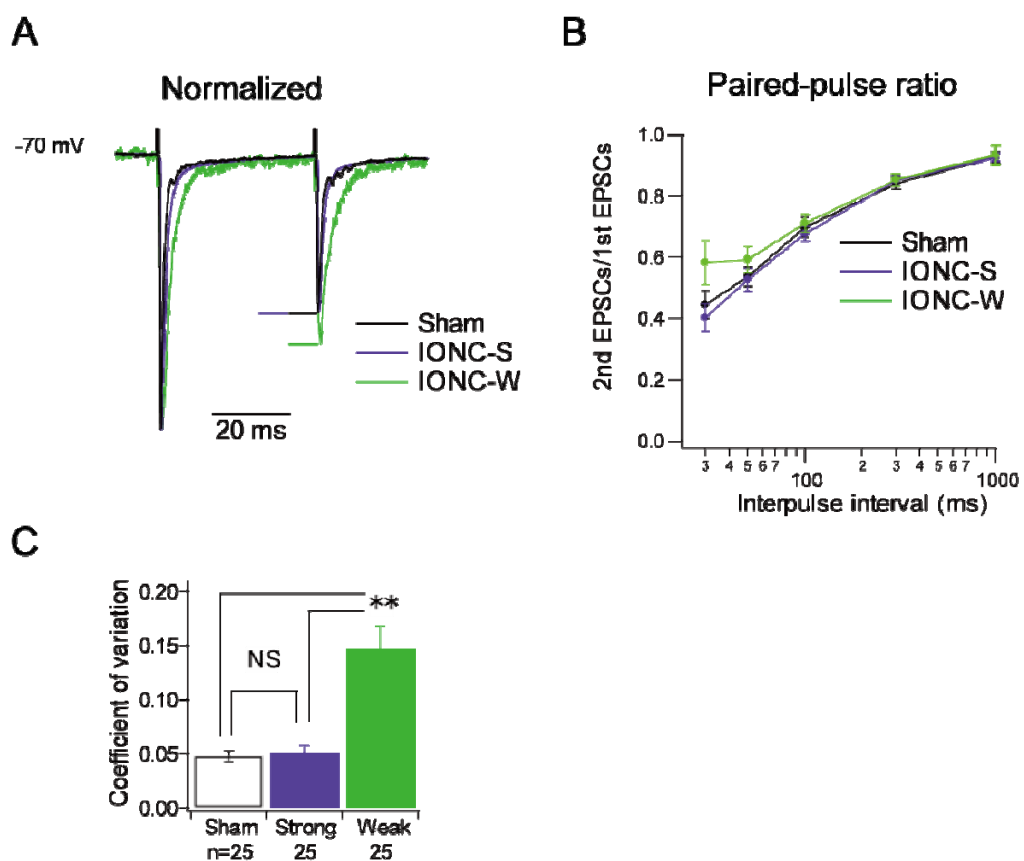 A
Normalized
-70 mV
Sham
IONC-S
IONC-W
20 ms
B
Paired-pulse ratio
2nd EPSCs/1st EPSCs
1.0
0.8
0.6
0.4
0.2
0.0
Sham
IONC-S
IONC-W
3 4 5 6 7 100 2 3 4 5 6 7 1000
Interpulse interval (ms)
C
Coefficient of variation
0.20
0.15
0.10
0.05
0.00
**
NS
Sham Strong Weak
n=25 25 25